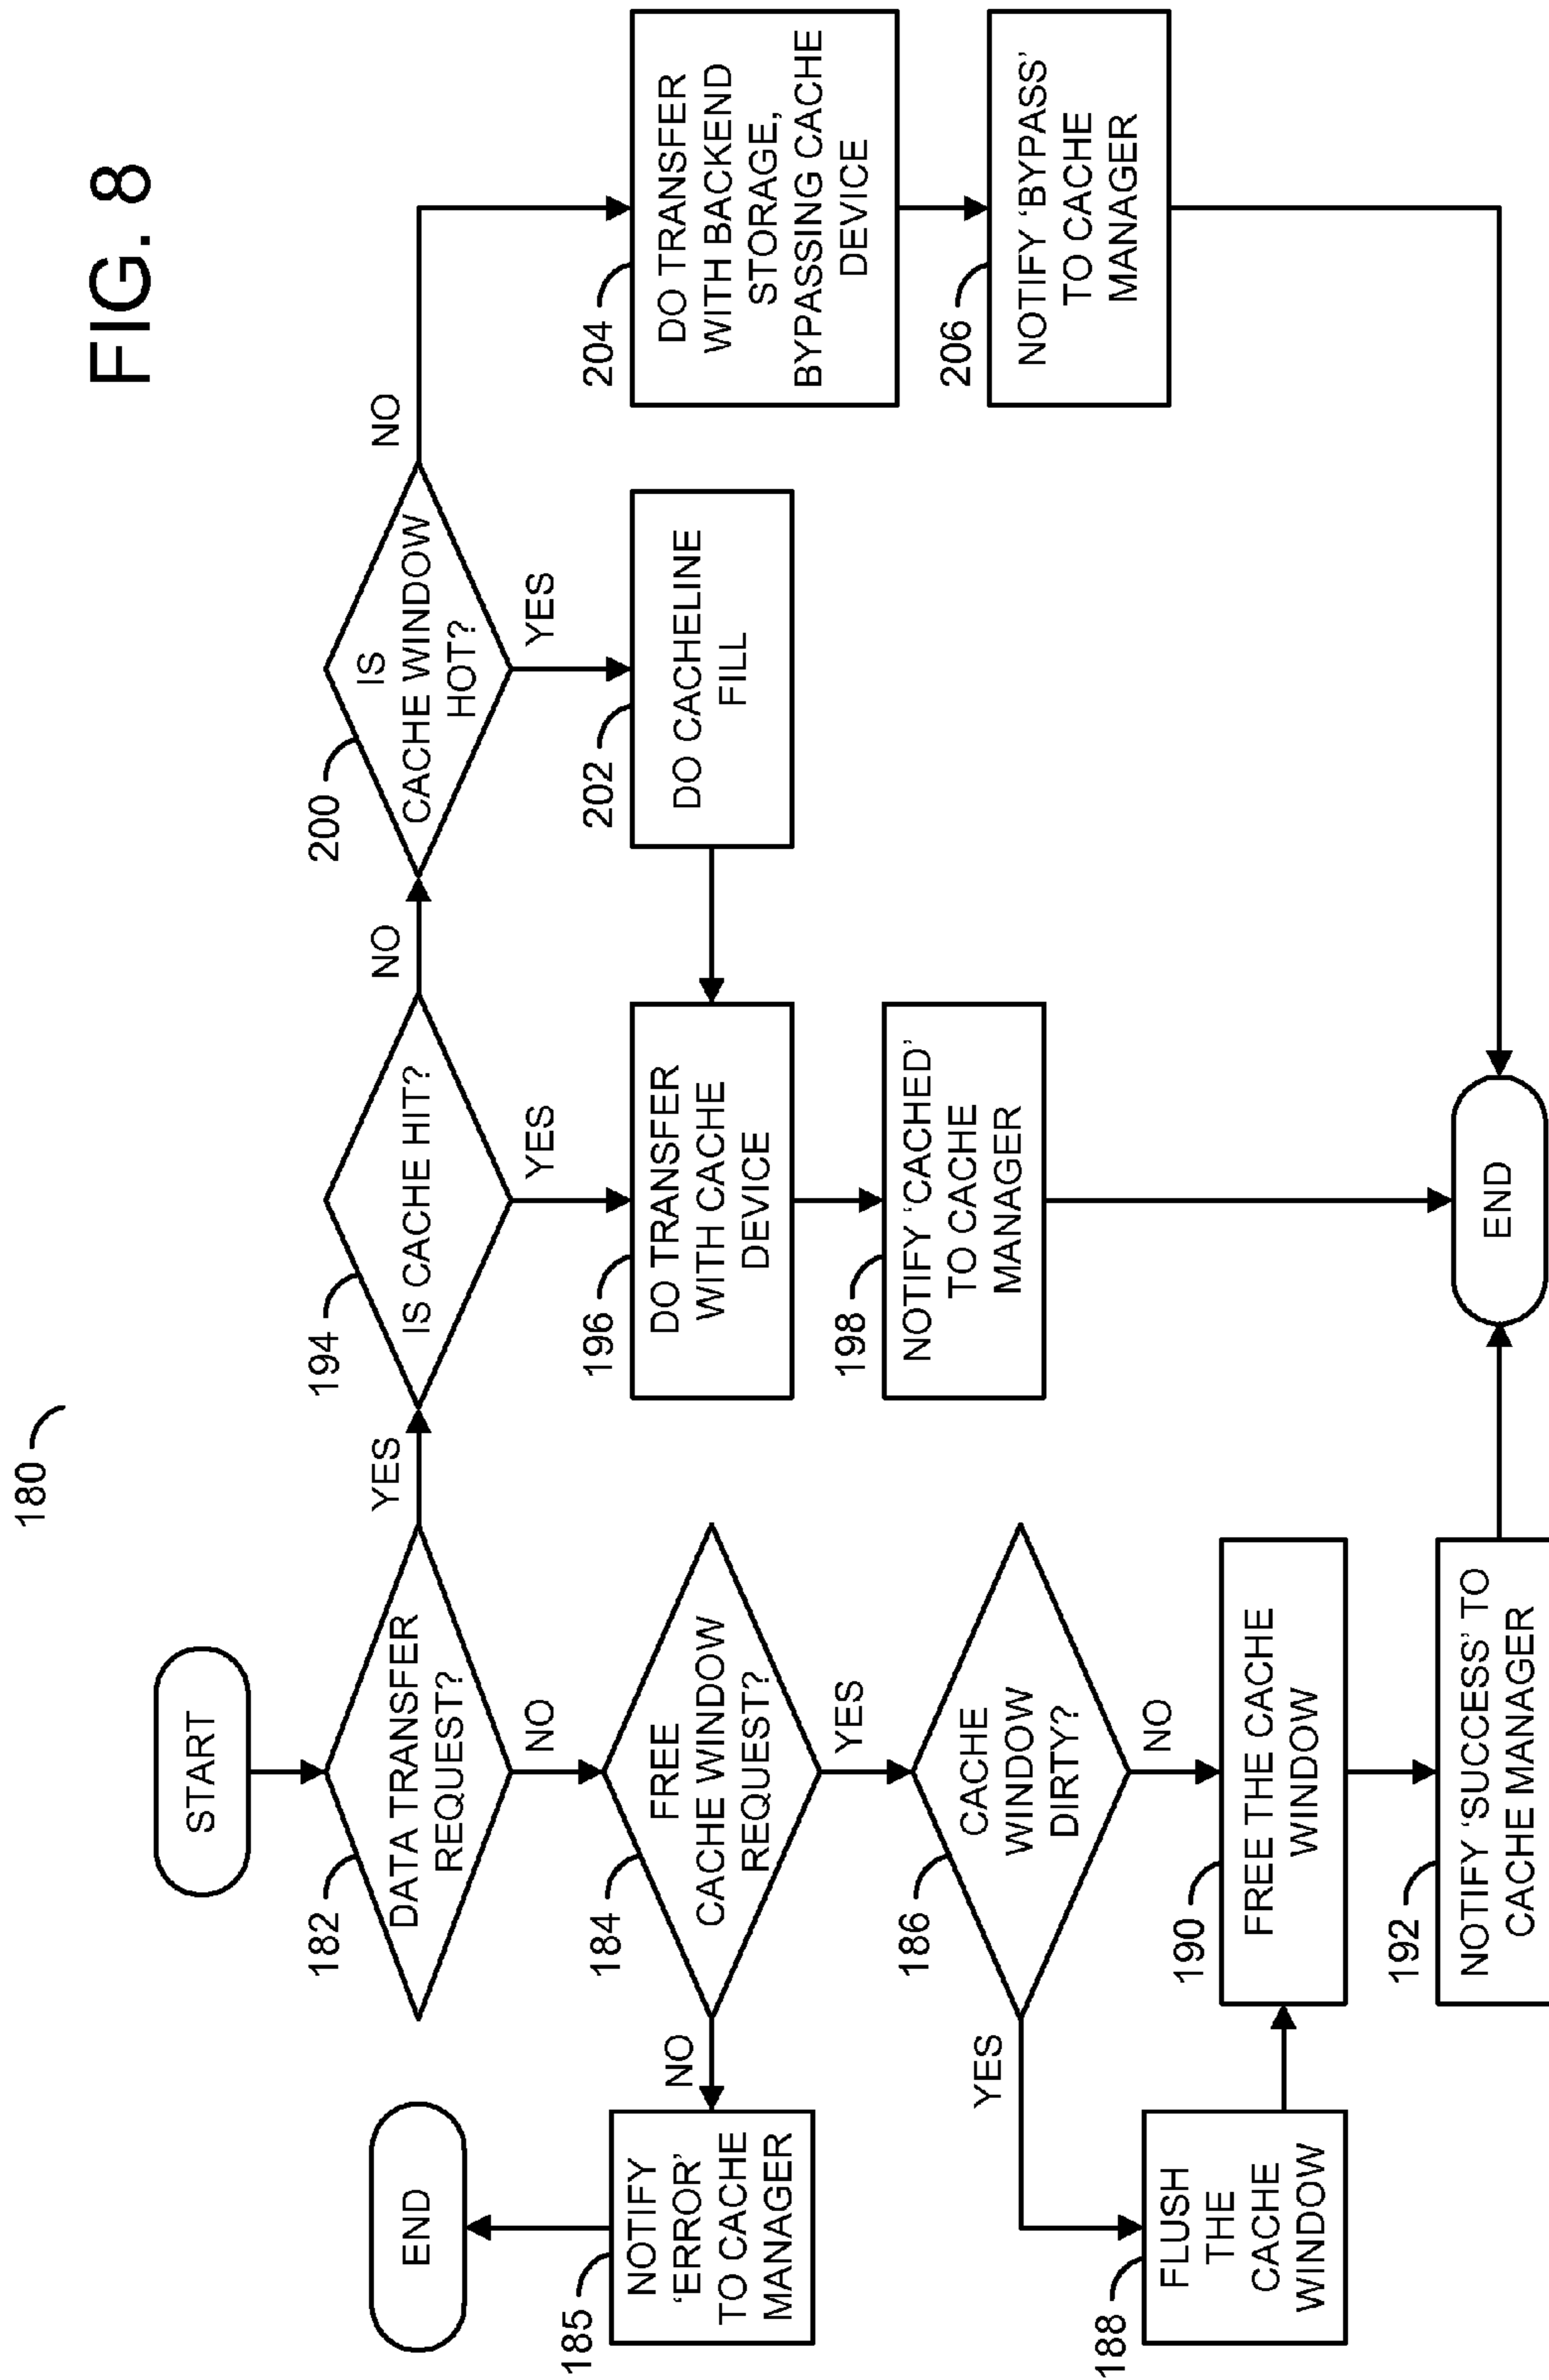 FIG. 8
180
START
182
DATA TRANSFER
REQUEST?
YES
NO
194
IS CACHE HIT?
NO
YES
200
IS
CACHE WINDOW
HOT?
NO
YES
END
185
NOTIFY
‘ERROR’
TO CACHE
MANAGER
NO
184
FREE
CACHE WINDOW
REQUEST?
YES
196
DO TRANSFER
WITH CACHE
DEVICE
202
DO CACHELINE
FILL
204
DO TRANSFER
WITH BACKEND
STORAGE,
BYPASSING CACHE
DEVICE
186
CACHE
WINDOW
DIRTY?
YES
NO
198
NOTIFY ‘CACHED’
TO CACHE
MANAGER
206
NOTIFY ‘BYPASS’
TO CACHE
MANAGER
188
FLUSH
THE
CACHE
WINDOW
190
FREE THE CACHE
WINDOW
192
NOTIFY ‘SUCCESS’ TO
CACHE MANAGER
END